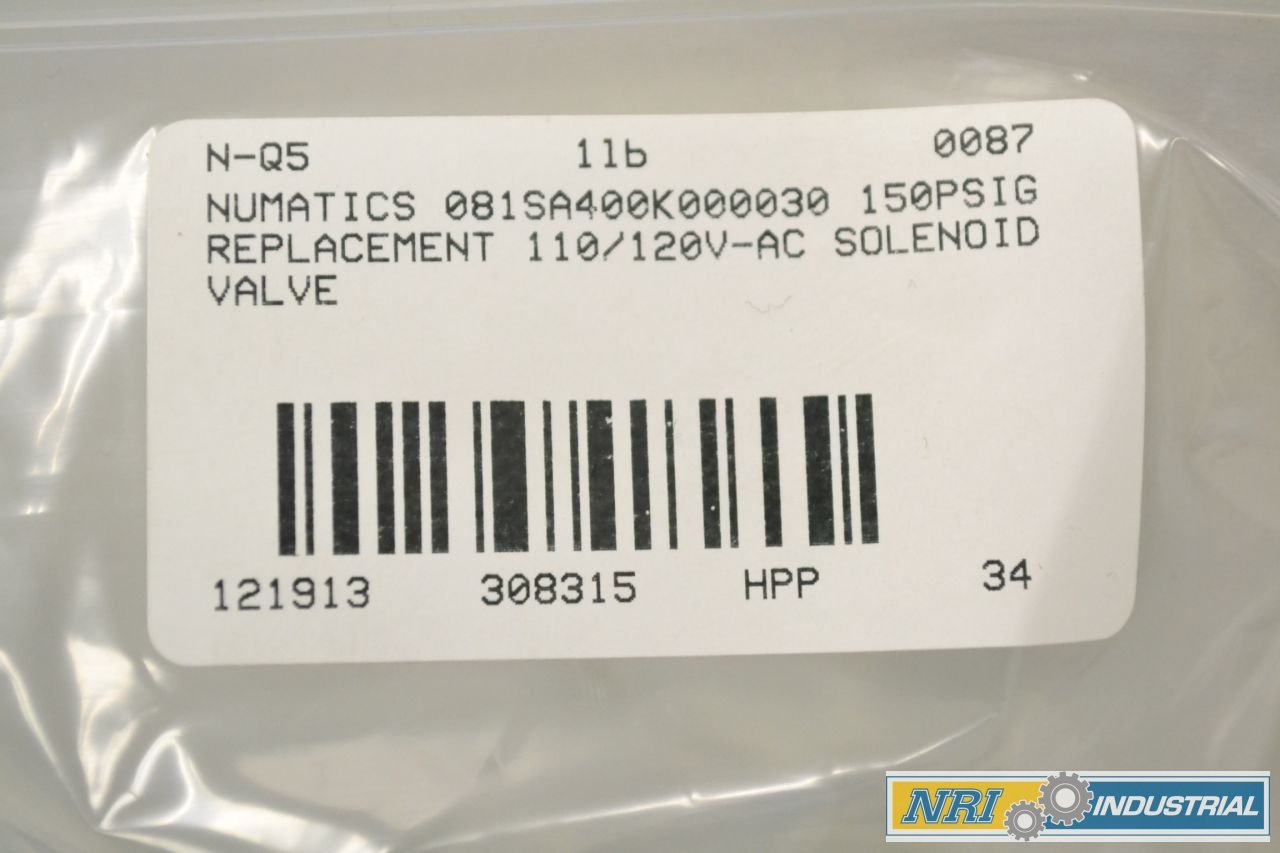 N-Q5 1lb 0087
NUMATICS 081SA400K000030 150PSIG
REPLACEMENT 110/120V-AC SOLENOID
VALVE
121913 308315 HPP 34
NRI INDUSTRIAL